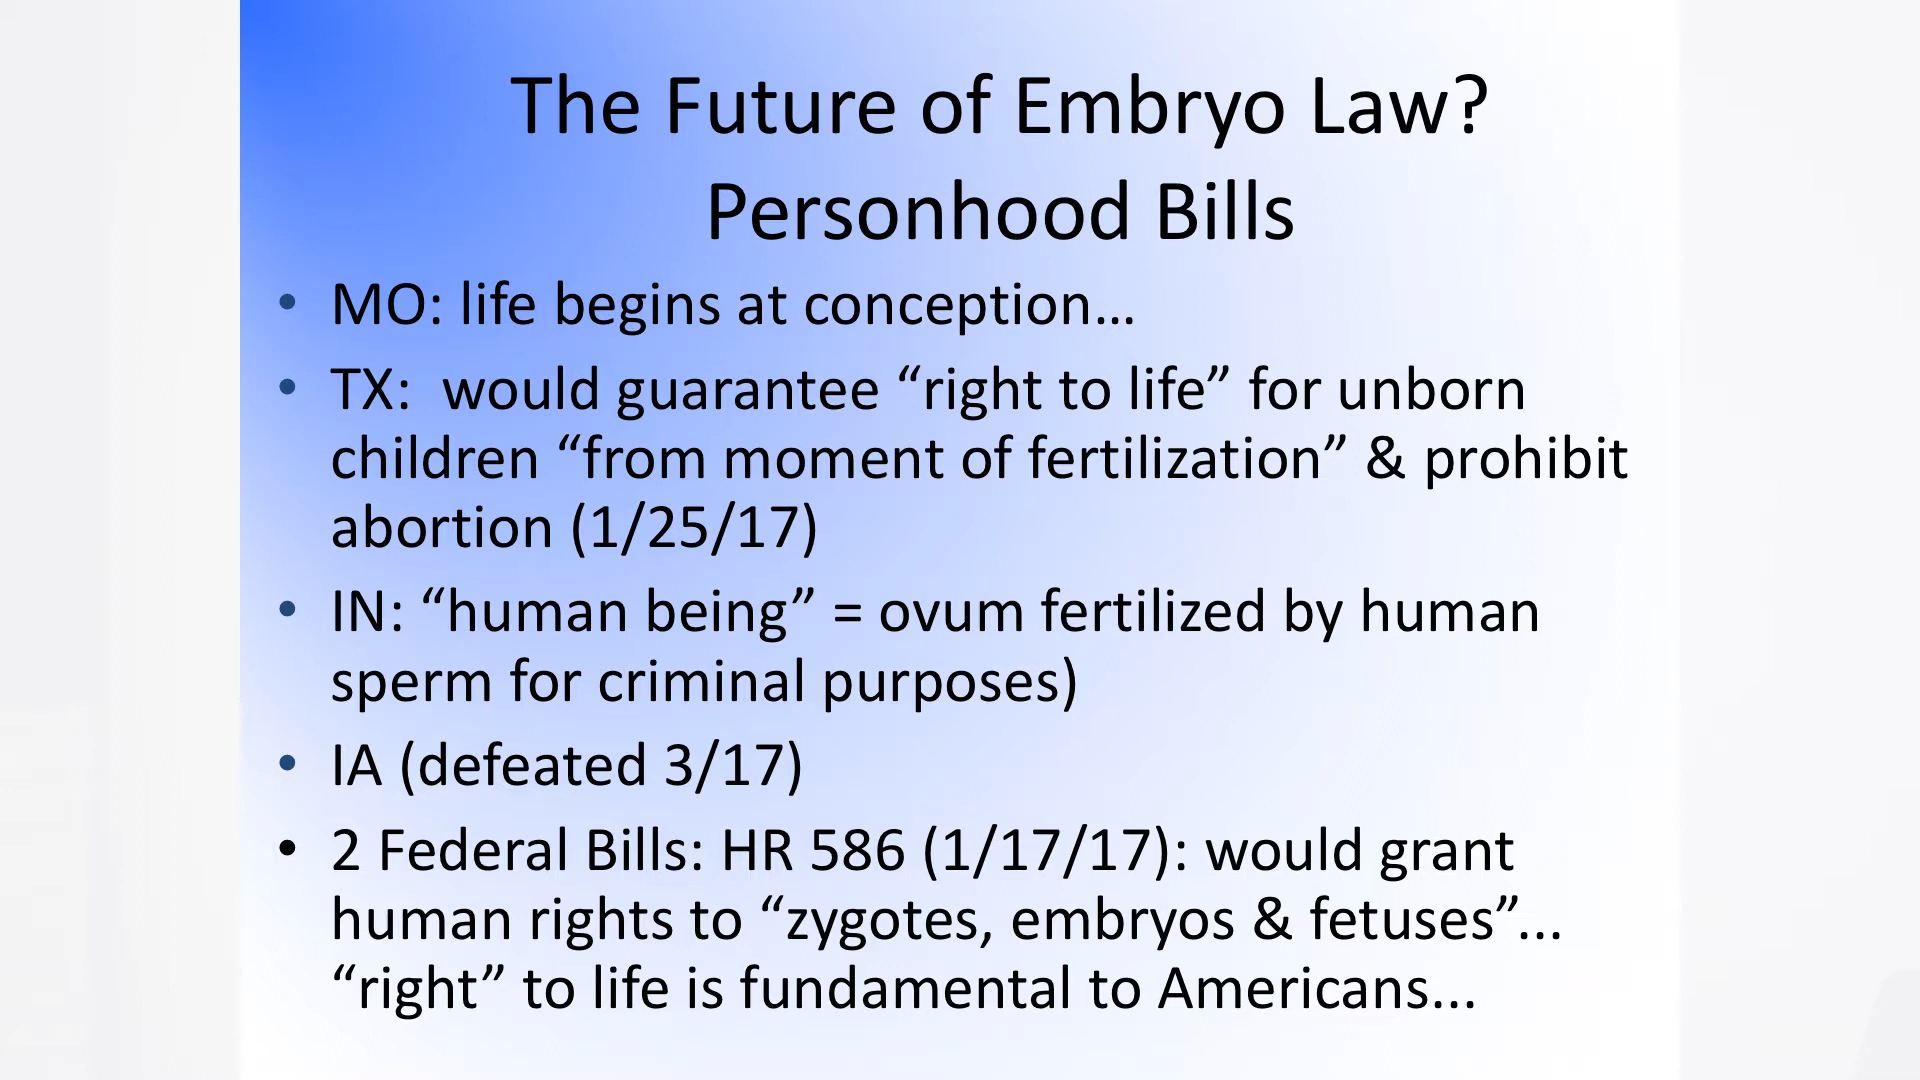 The Future of Embryo Law?
Personhood Bills
• MO: life begins at conception…
• TX:  would guarantee “right to life” for unborn
children “from moment of fertilization” & prohibit
abortion (1/25/17)
• IN: “human being” = ovum fertilized by human
sperm for criminal purposes)
• IA (defeated 3/17)
• 2 Federal Bills: HR 586 (1/17/17): would grant
human rights to “zygotes, embryos & fetuses”...
“right” to life is fundamental to Americans...